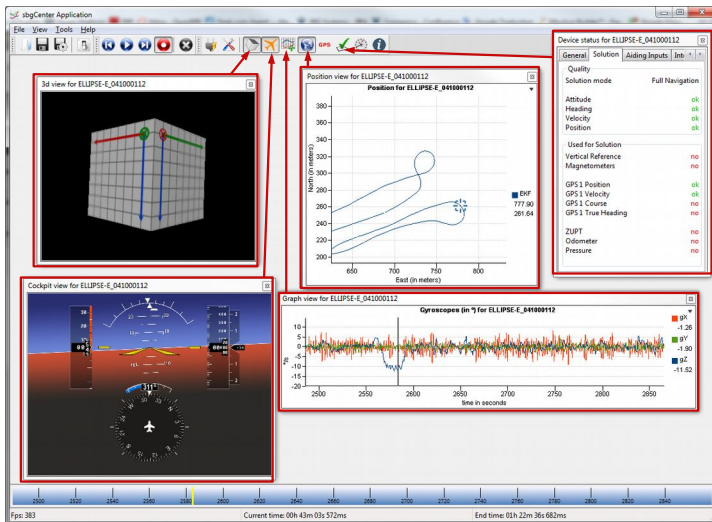 sbgCenter Application
File View Tools Help
GPS
3d view for ELLIPSE-E_041000112
Position view for ELLIPSE-E_041000112
Position for ELLIPSE-E_041000112
North (in meters)
380
360
340
320
300
280
260
240
220
200
650 700 750 800
East (in meters)
EKF
777.90
261.64
Device status for ELLIPSE-E_041000112
General Solution Aiding Inputs
Quality
Solution mode Full Navigation
Attitude ok
Heading ok
Velocity ok
Position ok
Used for Solution
Vertical Reference no
Magnetometers no
GPS1 Position ok
GPS1 Velocity ok
GPS1 Course no
GPS1 True Heading no
ZUPT no
Odometer no
Pressure no
Cockpit view for ELLIPSE-E_041000112
311°
Graph view for ELLIPSE-E_041000112
Gyroscopes (in °) for ELLIPSE-E_041000112
°/s
10
5
0
-5
-10
-15
-20
2500 2550 2600 2650 2700 2750 2800 2850
time in seconds
gX
-1.26
gY
-1.90
gZ
-11.52
2500 2520 2540 2560 2580 2600 2620 2640 2660 2680 2700 2720 2740 2760 2780 2800 2820 2840
Fps: 383
Current time: 00h 43m 03s 572ms
End time: 01h 22m 36s 682ms